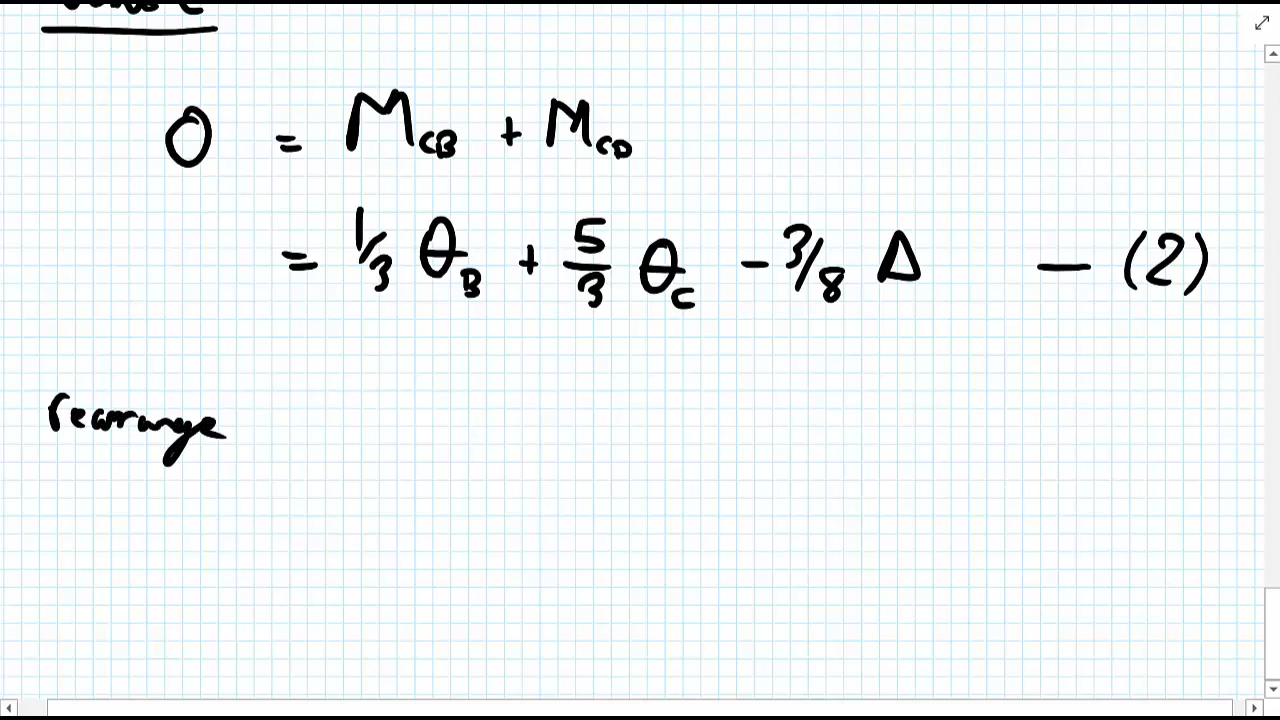 0 = M_CB + M_CD
= 1/3 θ_B + 5/3 θ_C - 3/8 Δ — (2)
rearrange